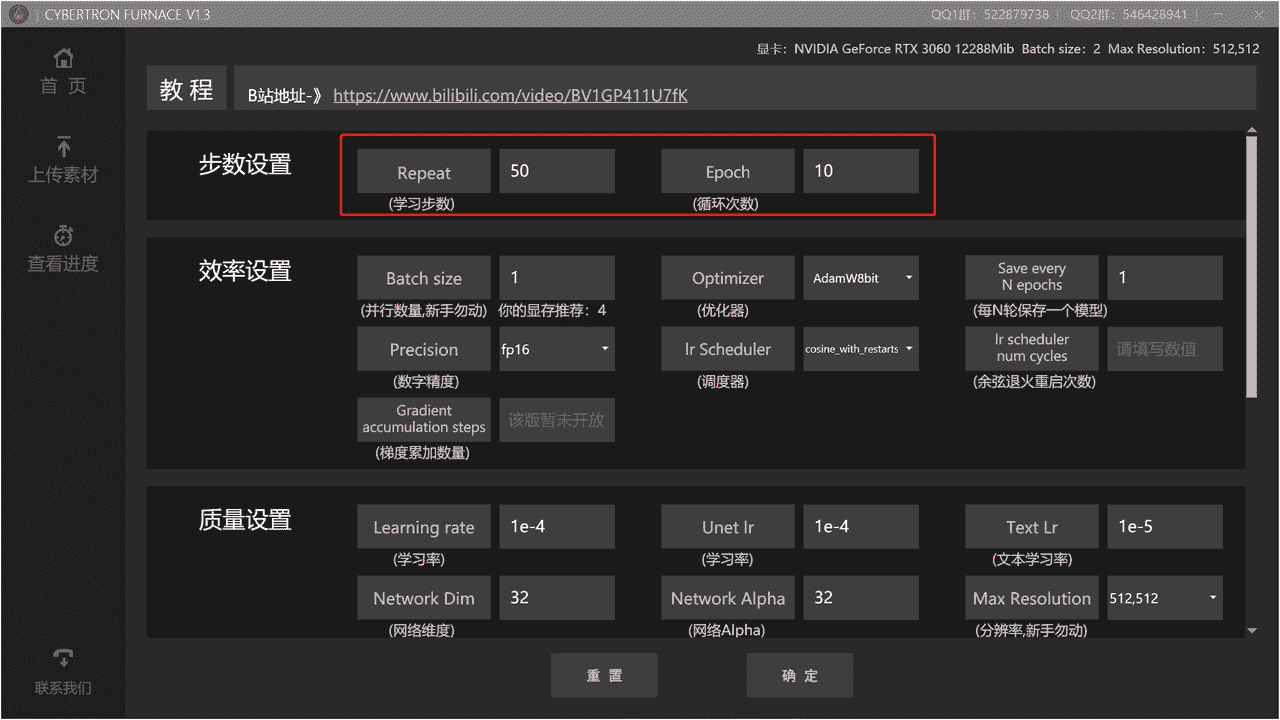 CYBERTRON FURNACE V1.3
QQ1群：522879738 | QQ2群：546428941
显卡：NVIDIA GeForce RTX 3060 12288Mib Batch size：2 Max Resolution：512,512
首 页
上传素材
查看进度
联系我们
教 程
B站地址-》 https://www.bilibili.com/video/BV1GP411U7fK
步数设置
Repeat 50 Epoch 10
(学习步数) (循环次数)
效率设置
Batch size 1 Optimizer AdamW8bit Save every N epochs 1
(并行数量,新手勿动) 你的显存推荐：4 (优化器) (每N轮保存一个模型)
Precision fp16 lr Scheduler cosine_with_restarts lr scheduler num cycles 请填写数值
(数字精度) (调度器) (余弦退火重启次数)
Gradient accumulation steps 该版暂未开放
(梯度累加数量)
质量设置
Learning rate 1e-4 Unet lr 1e-4 Text Lr 1e-5
(学习率) (学习率) (文本学习率)
Network Dim 32 Network Alpha 32 Max Resolution 512,512
(网络维度) (网络Alpha) (分辨率,新手勿动)
重 置 确 定